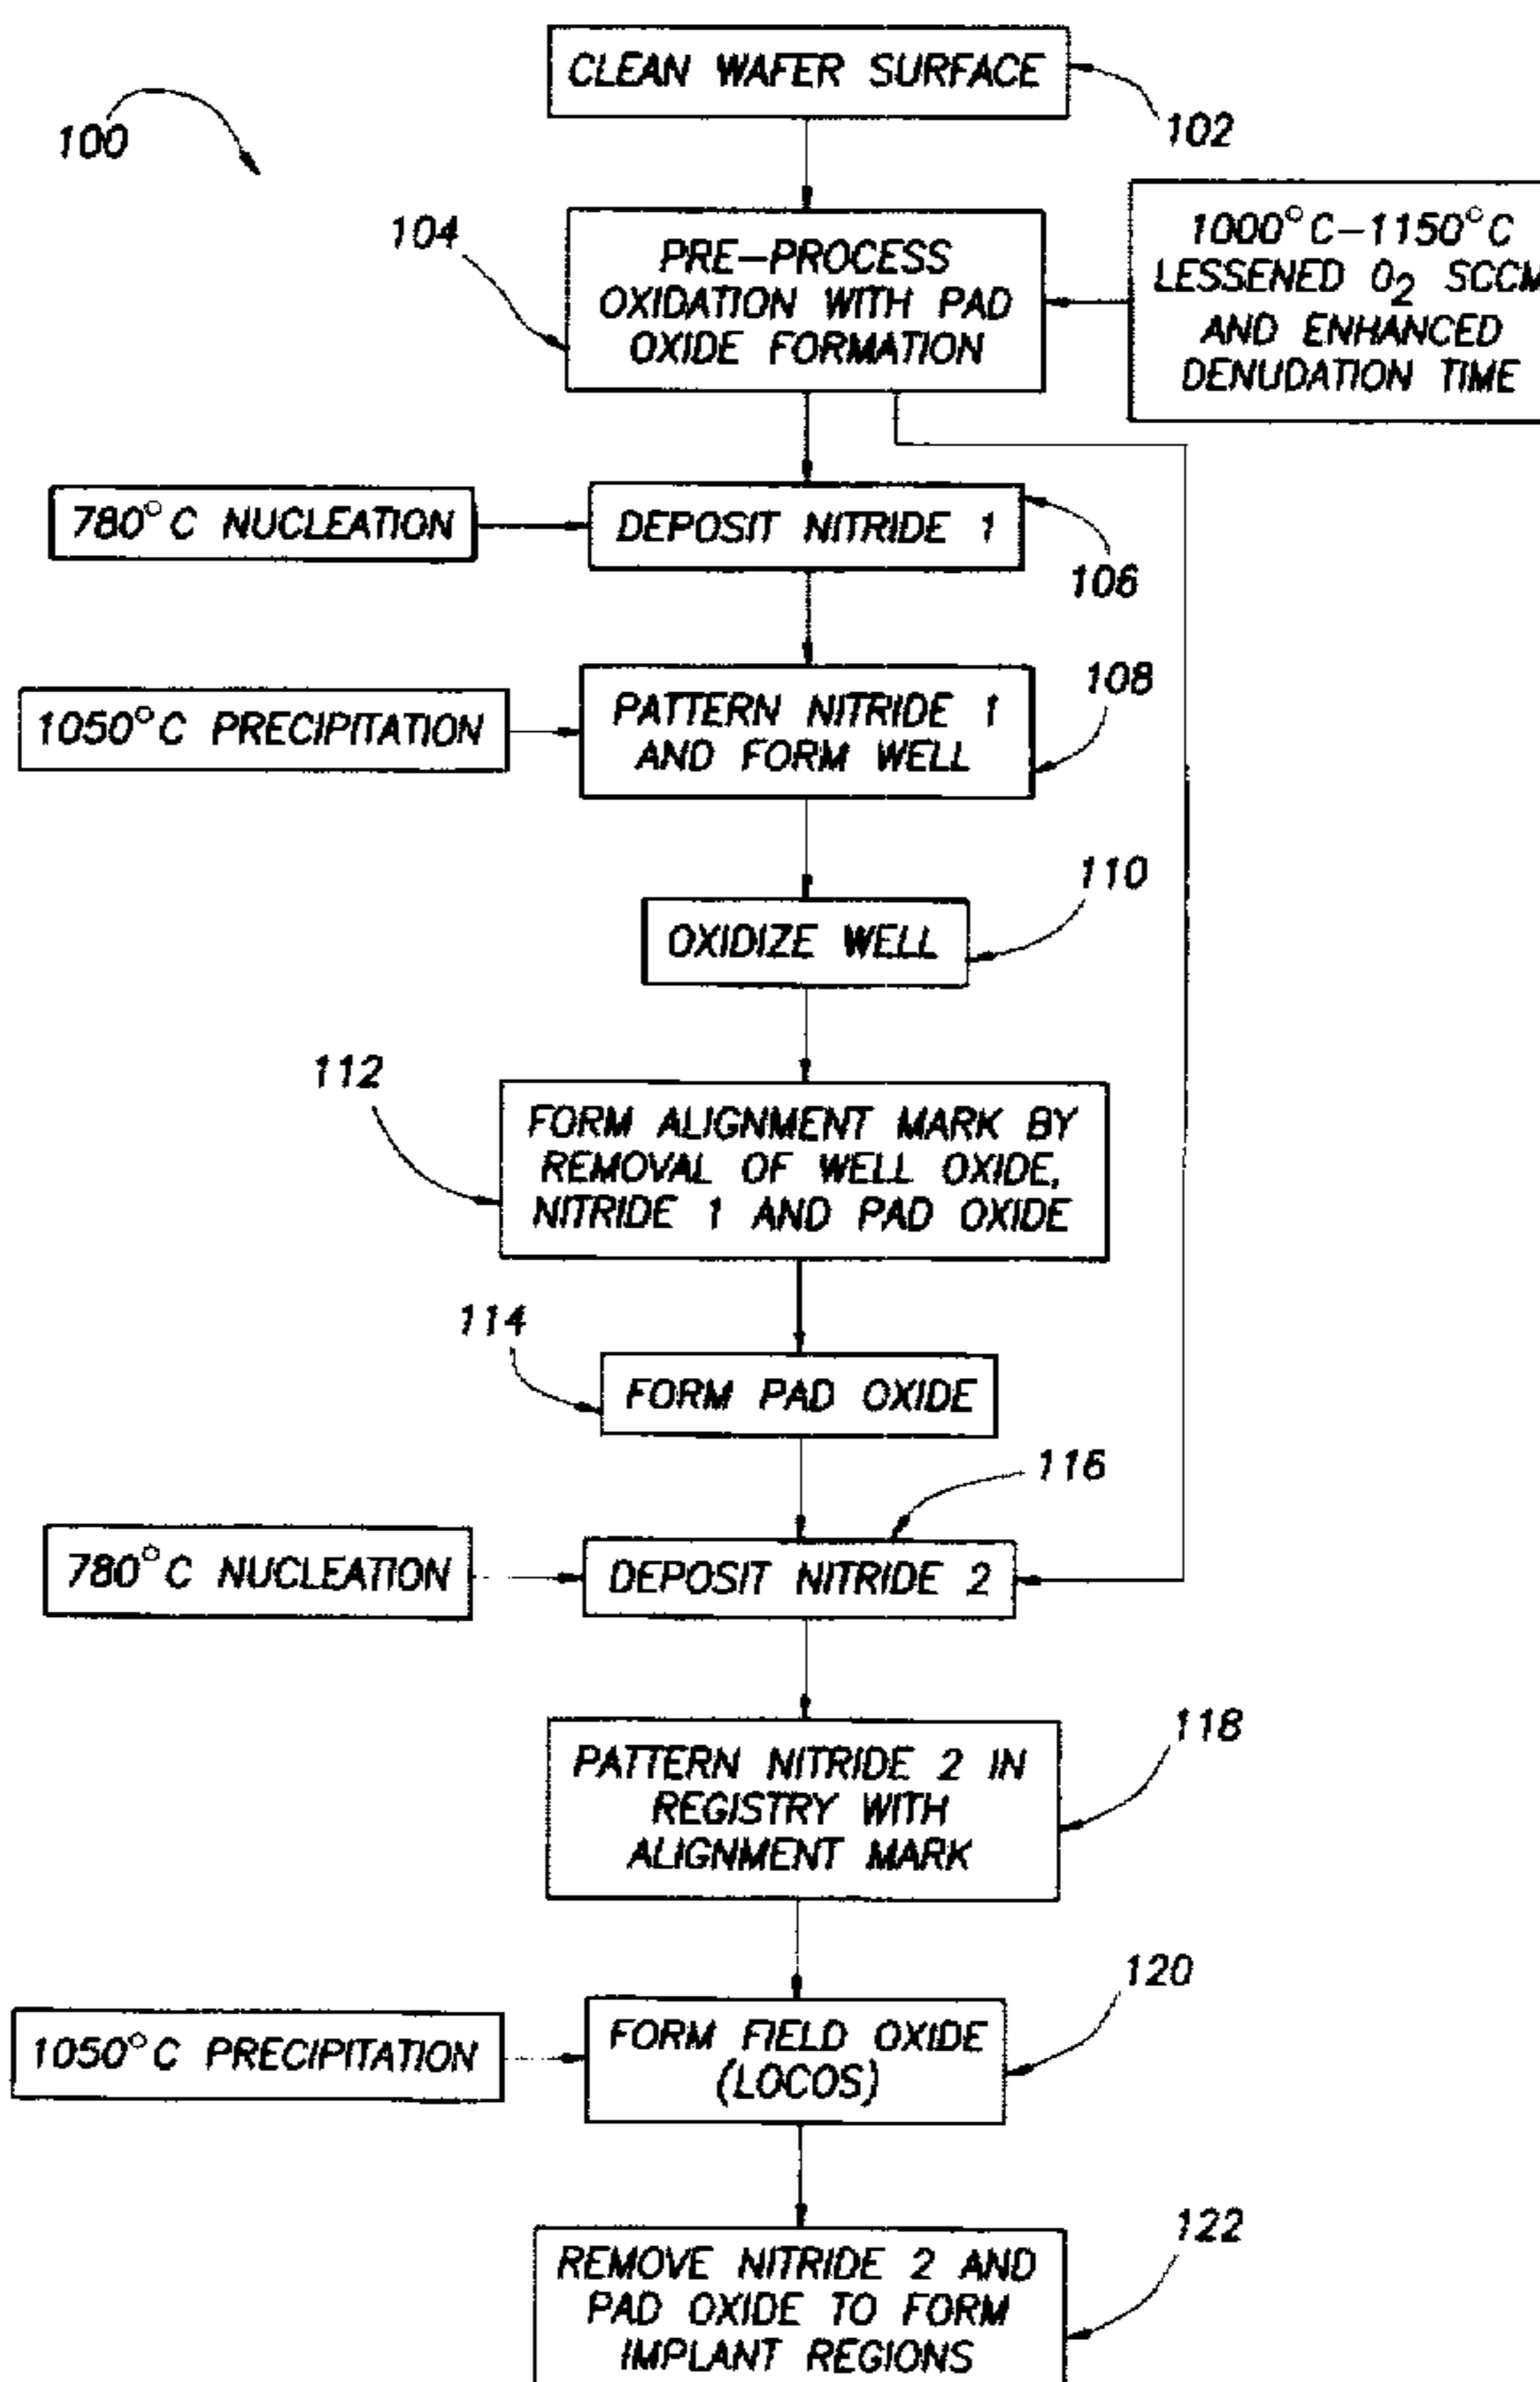 CLEAN WAFER SURFACE
100
102
104
PRE-PROCESS
OXIDATION WITH PAD
OXIDE FORMATION
1000°C-1150°C
LESSENED O2 SCCM
AND ENHANCED
DENUDATION TIME
780°C NUCLEATION
DEPOSIT NITRIDE 1
106
1050°C PRECIPITATION
PATTERN NITRIDE 1
AND FORM WELL
108
110
OXIDIZE WELL
112
FORM ALIGNMENT MARK BY
REMOVAL OF WELL OXIDE,
NITRIDE 1 AND PAD OXIDE
114
FORM PAD OXIDE
116
780°C NUCLEATION
DEPOSIT NITRIDE 2
118
PATTERN NITRIDE 2 IN
REGISTRY WITH
ALIGNMENT MARK
120
1050°C PRECIPITATION
FORM FIELD OXIDE
(LOCOS)
122
REMOVE NITRIDE 2 AND
PAD OXIDE TO FORM
IMPLANT REGIONS